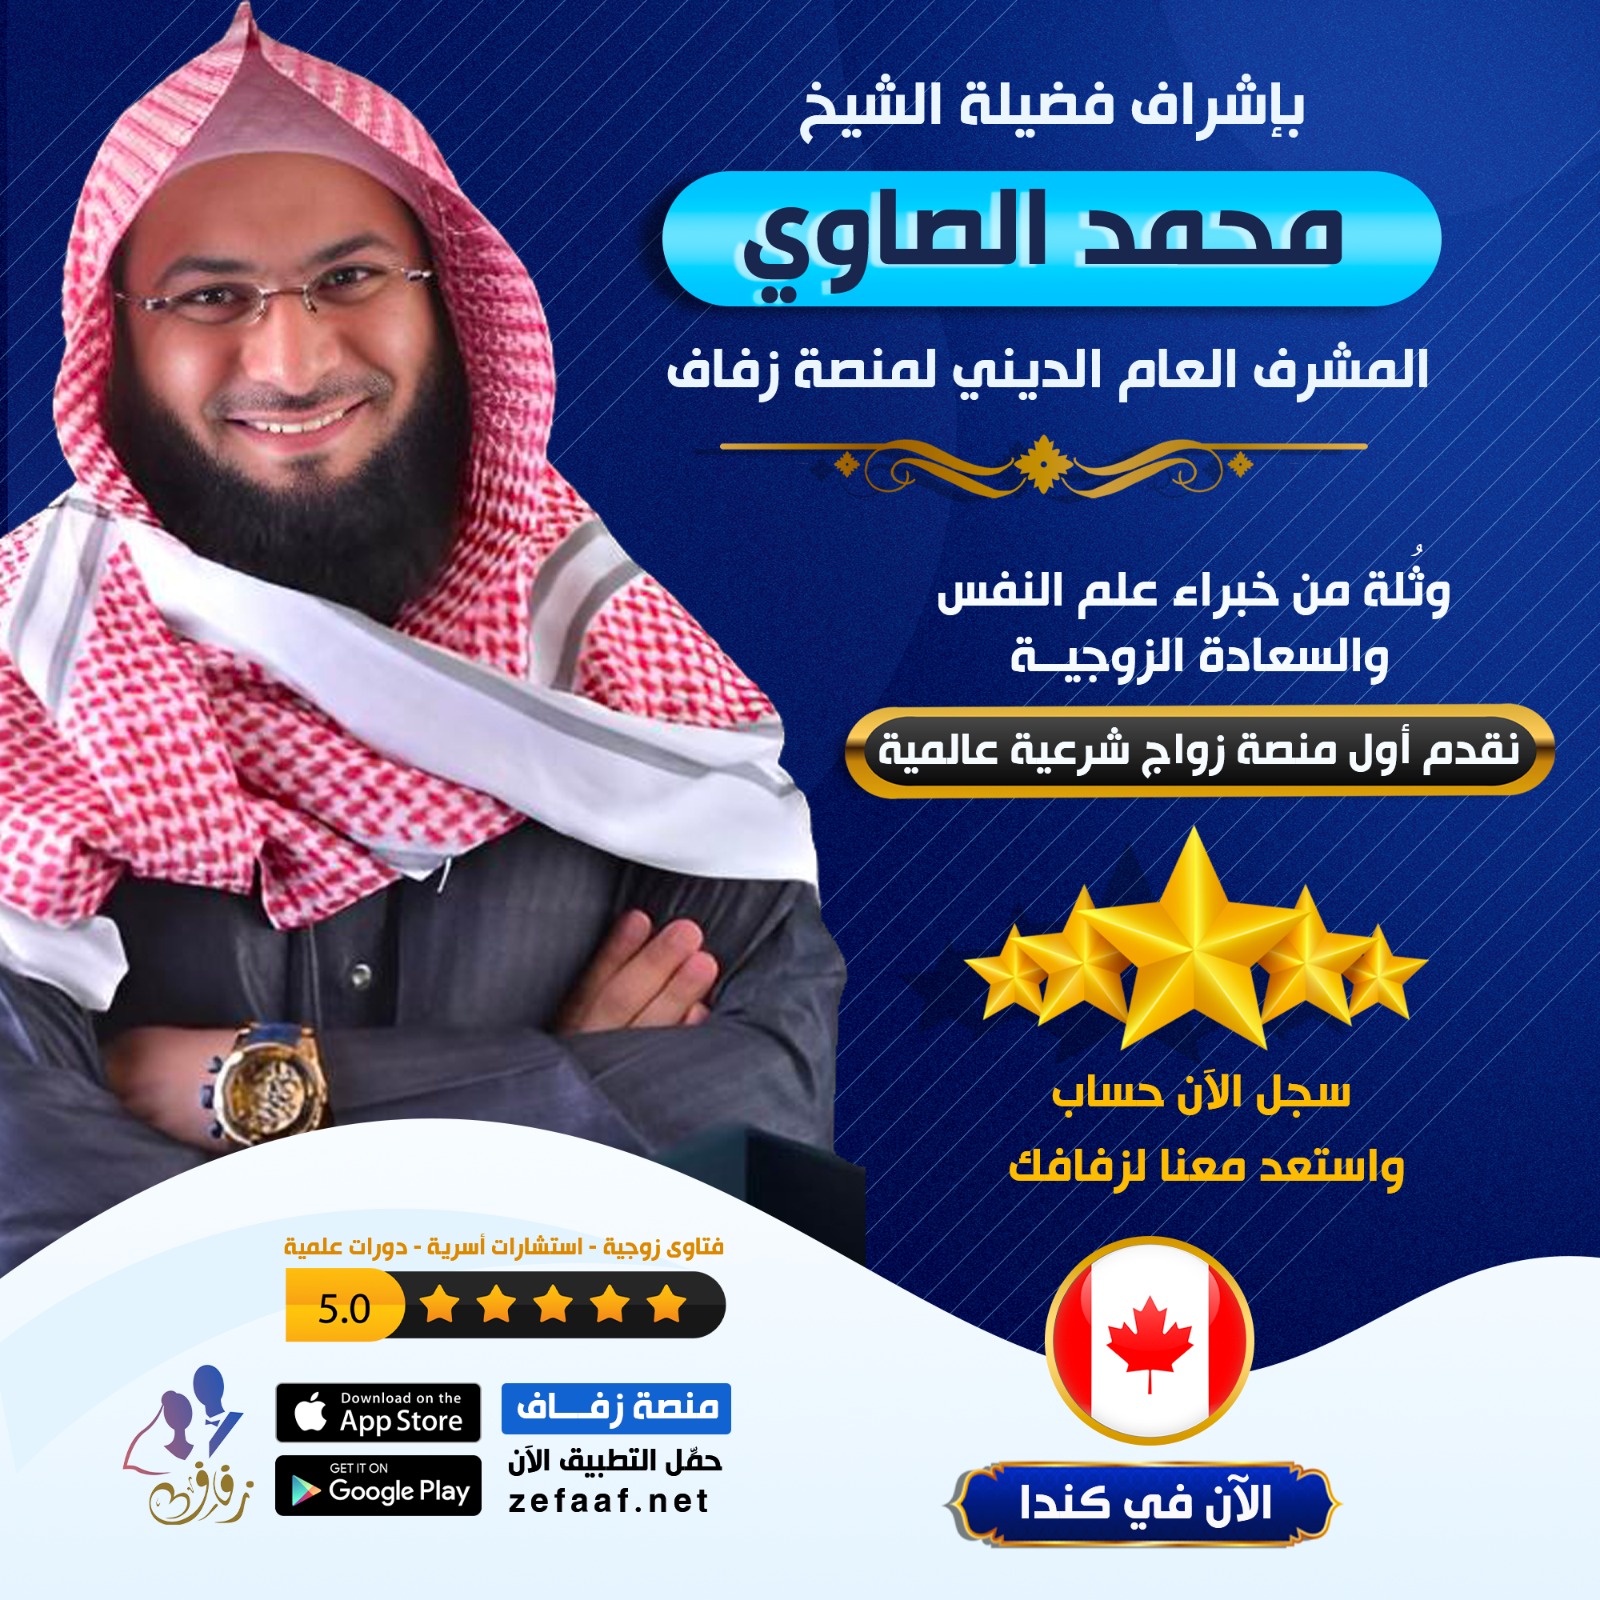 بإشراف فضيلة الشيخ
محمد الصاوي
المشرف العام الديني لمنصة زفاف
وثُلة من خبراء علم النفس
والسعادة الزوجيــة
نقدم أول منصة زواج شرعية عالمية
سجل الآن حساب
واستعد معنا لزفافك
فتاوى زوجية - استشارات أسرية - دورات علمية
5.0
منصة زفــاف
حمِّل التطبيق الآن
zefaaf.net
Download on the
App Store
GET IT ON
Google Play
زفاف
الآن في كندا